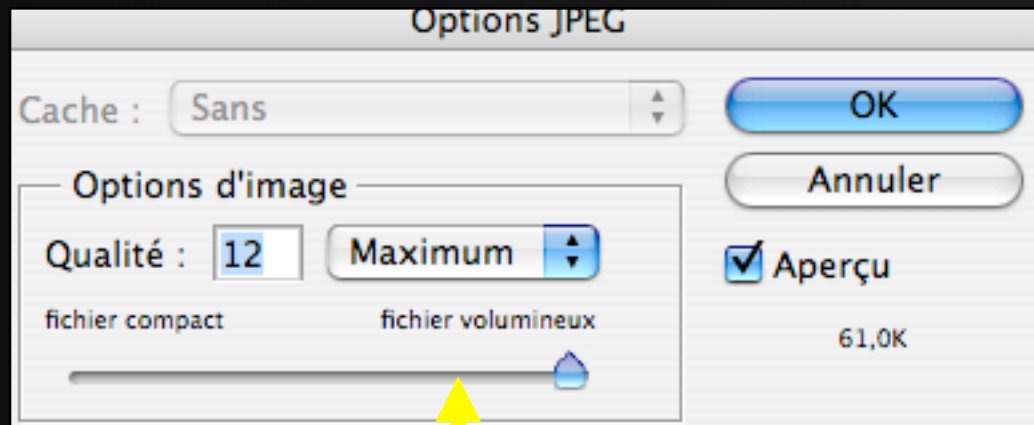 Options JPEG
Cache : Sans
OK
Annuler
Options d'image
Qualité : 12 Maximum
Aperçu
fichier compact fichier volumineux
61,0K